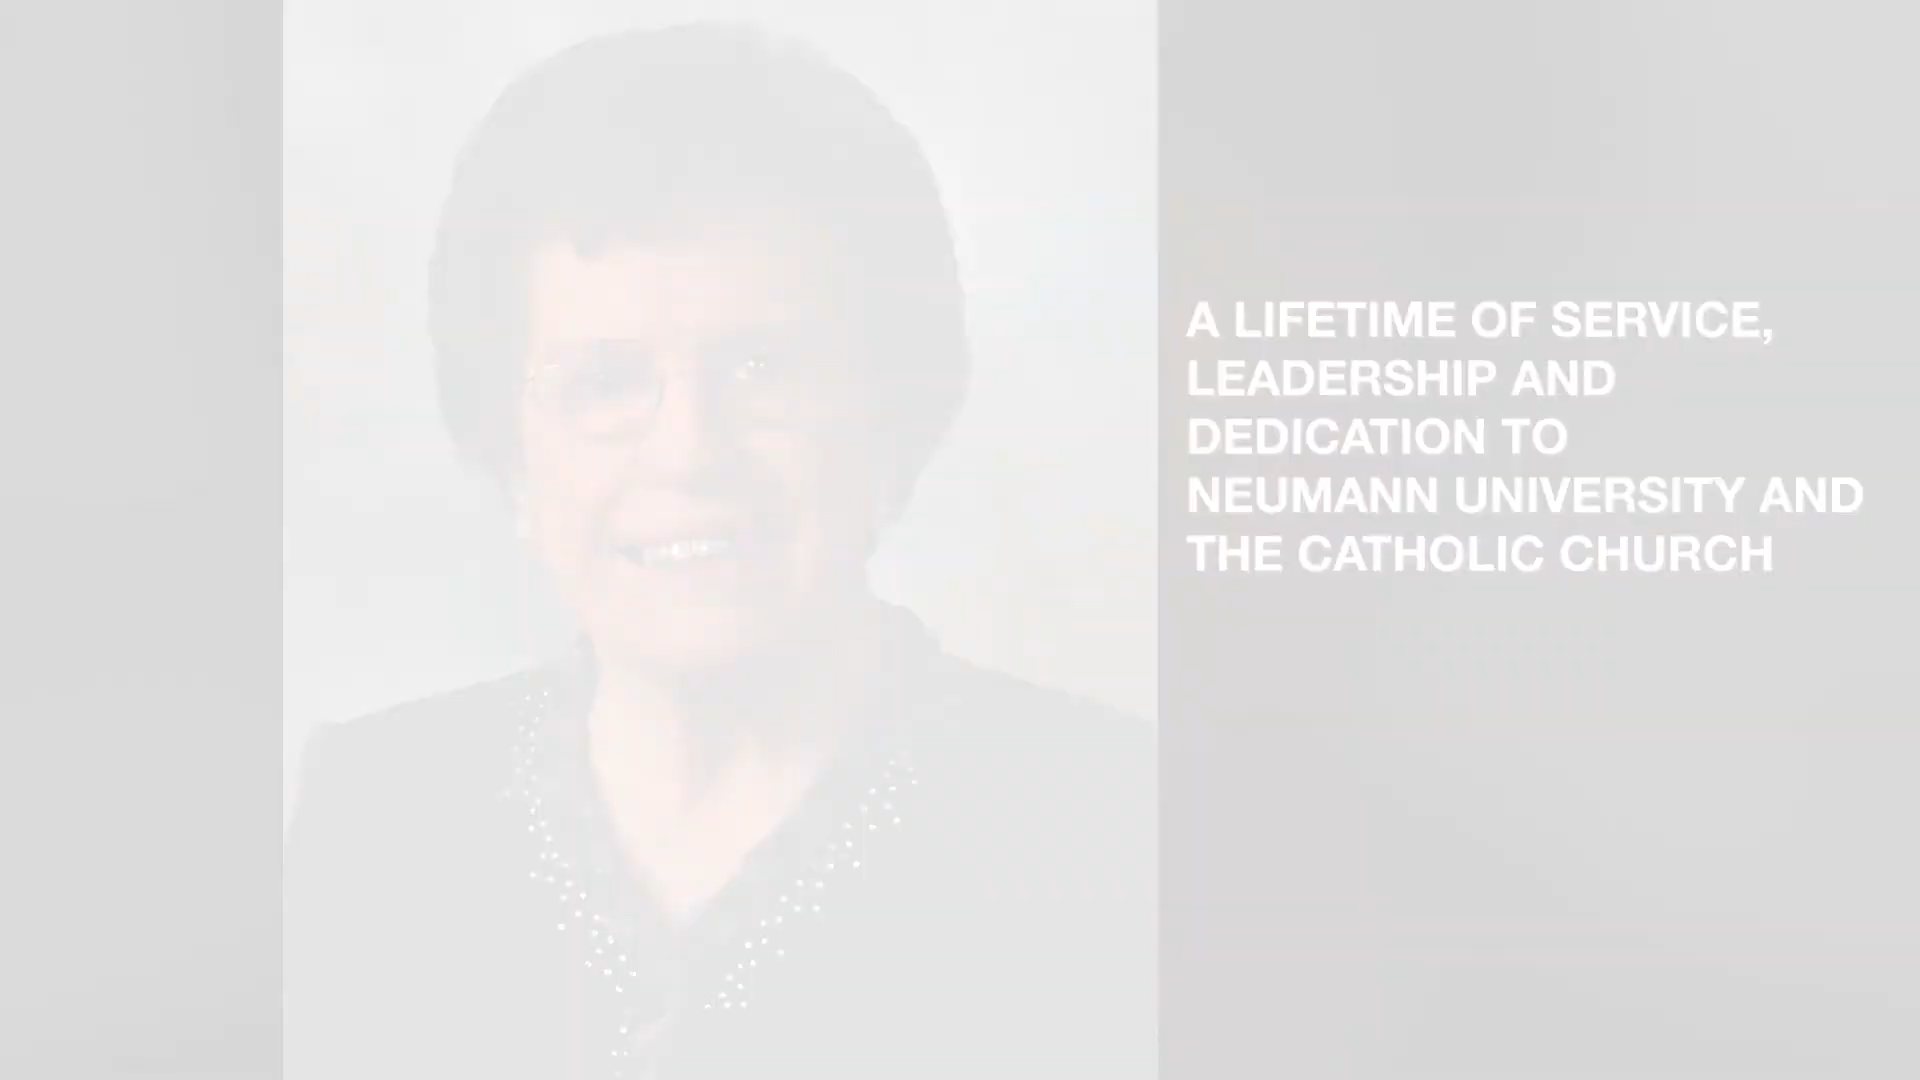 A LIFETIME OF SERVICE,
LEADERSHIP AND
DEDICATION TO
NEUMANN UNIVERSITY AND
THE CATHOLIC CHURCH